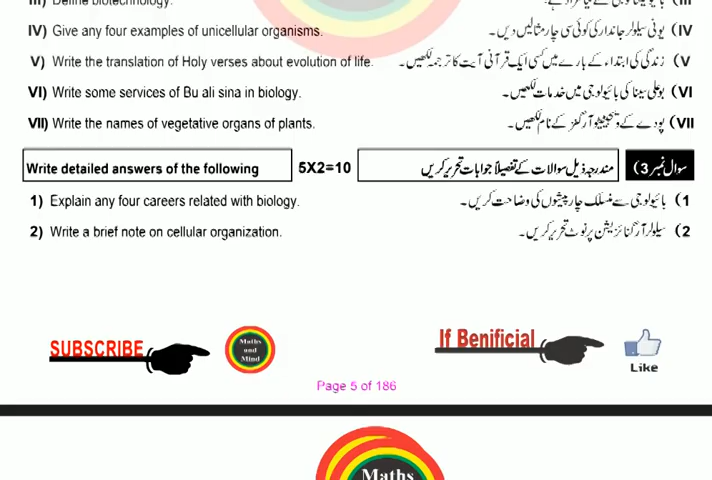 III) Define biotechnology.
IV) Give any four examples of unicellular organisms. یونی سیلولر جاندار کی کوئی سی چار مثالیں دیں۔ (IV
V) Write the translation of Holy verses about evolution of life. زندگی کی ابتداء کے بارے میں کسی ایک قرآنی آیت کا ترجمہ لکھیں۔ (V
VI) Write some services of Bu ali sina in biology. بوعلی سینا کی بائیولوجی میں خدمات لکھیں۔ (VI
VII) Write the names of vegetative organs of plants. پودے کے ویجیٹیٹو آرگنز کے نام لکھیں۔ (VII
Write detailed answers of the following 5X2=10 مندرجہ ذیل سوالات کے تفصیلاً جوابات تحریر کریں سوال نمبر 3)
1) Explain any four careers related with biology. بائیولوجی سے منسلک چار پیشوں کی وضاحت کریں۔ (1
2) Write a brief note on cellular organization. سیلولر آرگنائزیشن پر نوٹ تحریر کریں۔ (2
SUBSCRIBE Maths and Mind If Benificial Like
Page 5 of 186
Maths